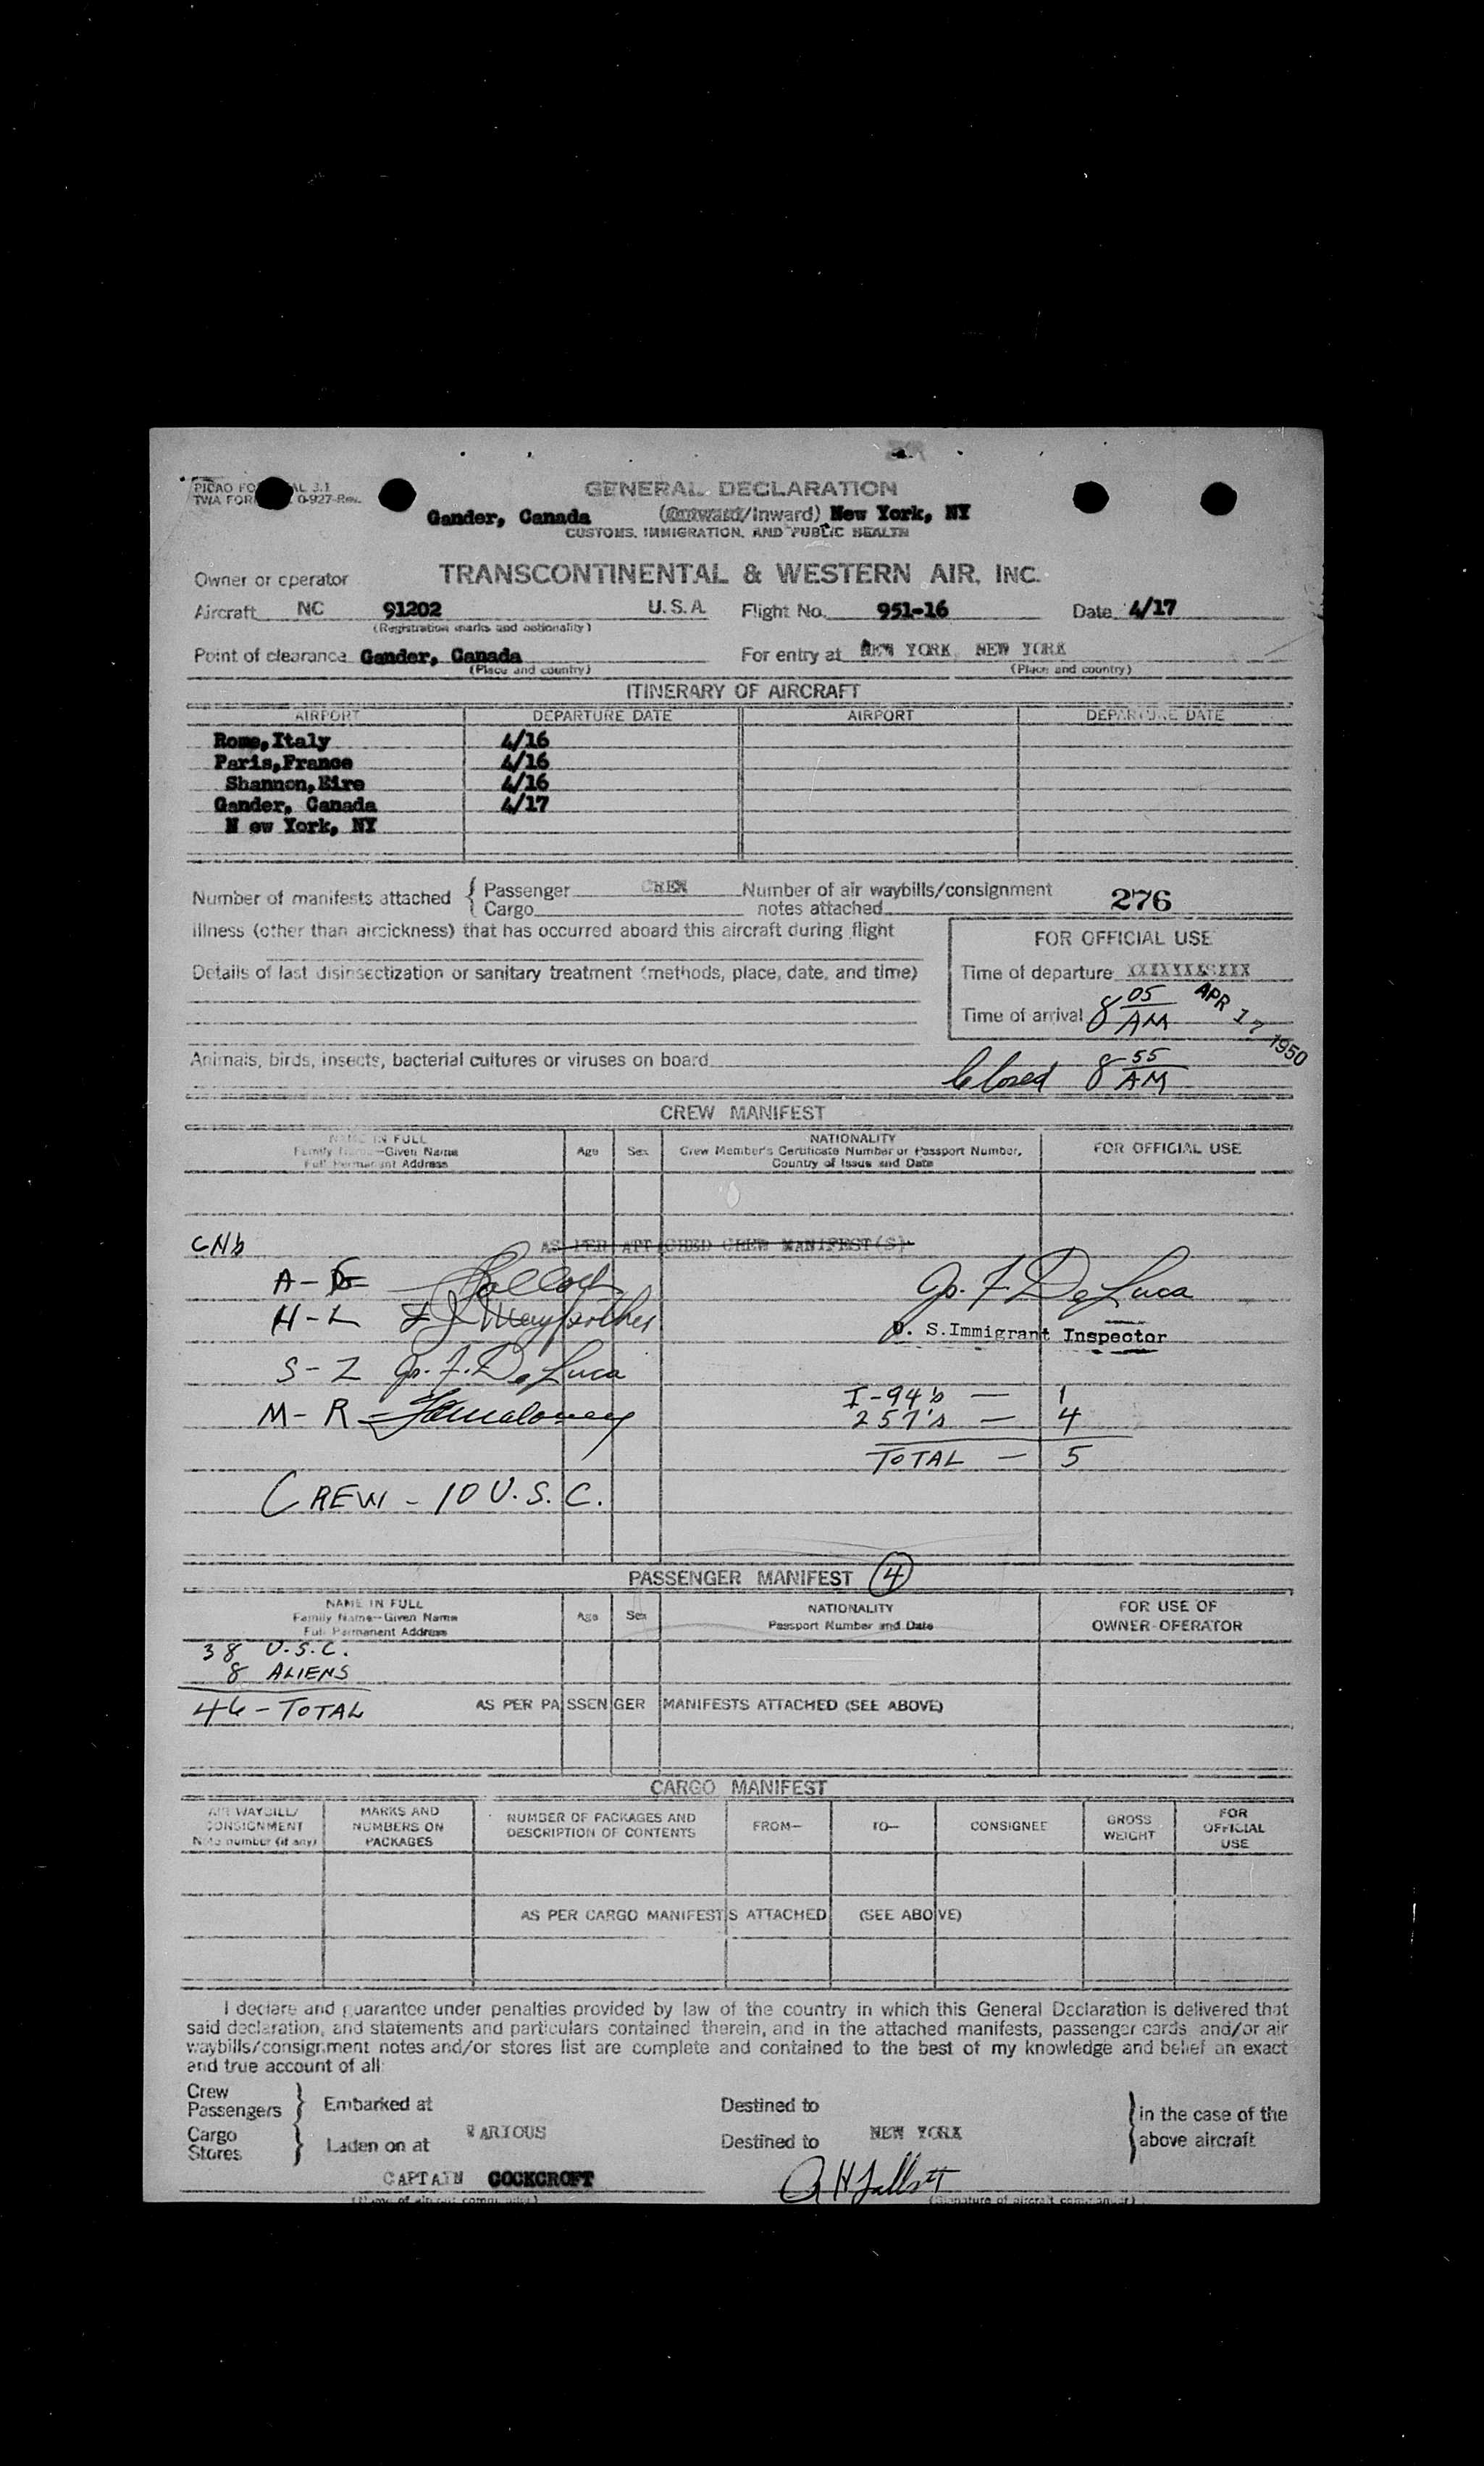 GENERAL DECLARATION
Gander, Canada (Outward/Inward) New York, NY
CUSTOMS, IMMIGRATION, AND PUBLIC HEALTH
Owner or operator TRANSCONTINENTAL & WESTERN AIR, INC.
Aircraft NC 91202 U.S.A. Flight No. 951-16 Date 4/17
(Registration marks and nationality)
Point of clearance Gander, Canada For entry at NEW YORK, NEW YORK
(Place and country) (Place and country)
ITINERARY OF AIRCRAFT
AIRPORT DEPARTURE DATE AIRPORT DEPARTURE DATE
Rome,Italy 4/16
Paris,France 4/16
Shannon,Eire 4/16
Gander, Canada 4/17
N ew York, NY
Number of manifests attached { Passenger CREW Number of air waybills/consignment 276
Cargo notes attached
Illness (other than airsickness) that has occurred aboard this aircraft during flight
FOR OFFICIAL USE
Details of last disinsectization or sanitary treatment (methods, place, date, and time)
Time of departure
Time of arrival 8 05 AM APR 17 1950
Animals, birds, insects, bacterial cultures or viruses on board
Closed 8 55 AM
CREW MANIFEST
NAME IN FULL Family Name—Given Name Full Permanent Address Age Sex NATIONALITY Crew Member's Certificate Number or Passport Number, Country of Issue and Date FOR OFFICIAL USE
AS PER ATTACHED CREW MANIFEST(S)
A-G
H-L
Jo. F. DeLuca
U. S. Immigrant Inspector
S-Z Jo. F. DeLuca
M-R
I-94b — 1
257's — 4
TOTAL — 5
CREW - 10 U.S.C.
PASSENGER MANIFEST 4
NAME IN FULL Family Name—Given Name Full Permanent Address Age Sex NATIONALITY Passport Number and Date FOR USE OF OWNER-OPERATOR
38 U.S.C.
8 ALIENS
46 - TOTAL AS PER PASSENGER MANIFESTS ATTACHED (SEE ABOVE)
CARGO MANIFEST
AIR WAYBILL/ CONSIGNMENT Note number (if any) MARKS AND NUMBERS ON PACKAGES NUMBER OF PACKAGES AND DESCRIPTION OF CONTENTS FROM— TO— CONSIGNEE GROSS WEIGHT FOR OFFICIAL USE
AS PER CARGO MANIFESTS ATTACHED (SEE ABOVE)
I declare and guarantee under penalties provided by law of the country in which this General Declaration is delivered that
said declaration, and statements and particulars contained therein, and in the attached manifests, passenger cards and/or air
waybills/consignment notes and/or stores list are complete and contained to the best of my knowledge and belief an exact
and true account of all:
Crew
Passengers } Embarked at Destined to } in the case of the
Cargo
Stores } Laden on at VARIOUS Destined to NEW YORK above aircraft
CAPTAIN COCKCROFT
(Name of aircraft commander) (Signature of aircraft commander)